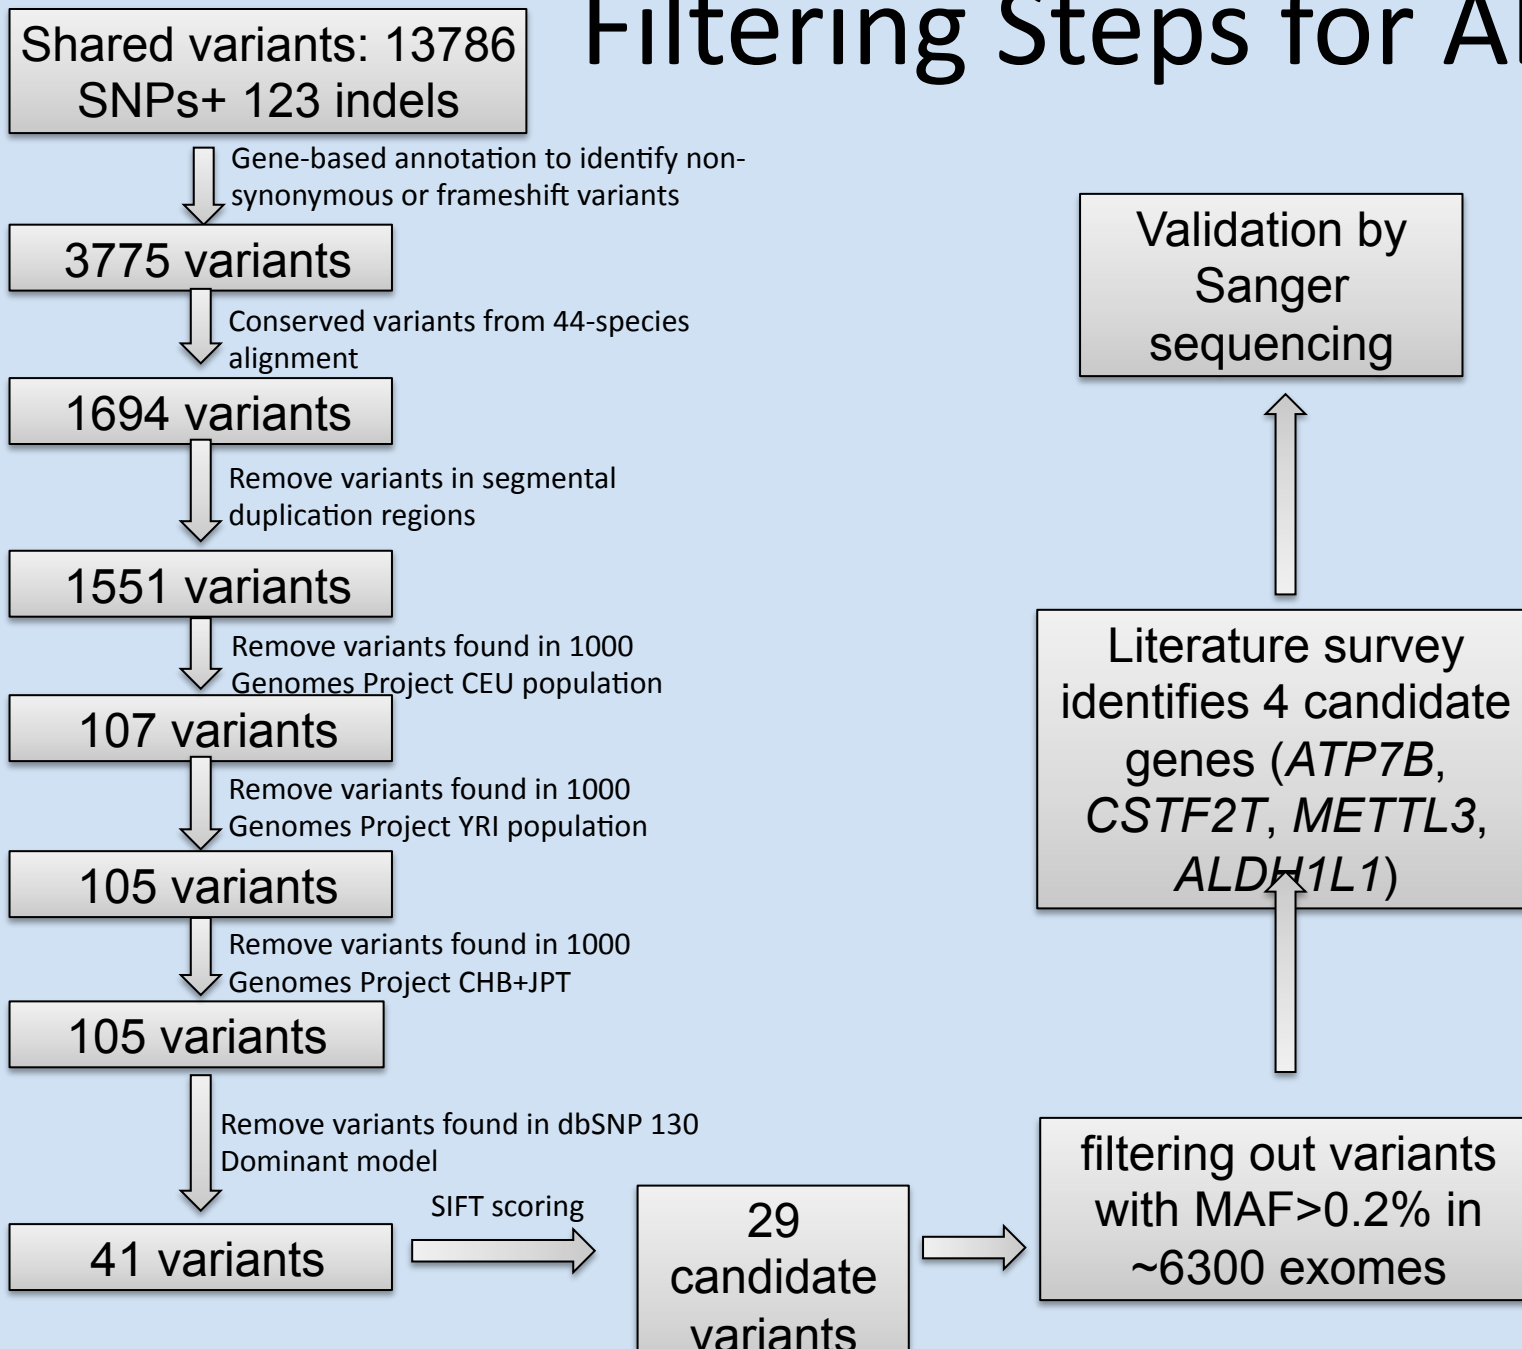 Filtering Steps for
Shared variants: 13786
SNPs+ 123 indels
Gene-based annotation to identify non-
synonymous or frameshift variants
3775 variants
Conserved variants from 44-species
alignment
1694 variants
Remove variants in segmental
duplication regions
1551 variants
Remove variants found in 1000
Genomes Project CEU population
107 variants
Remove variants found in 1000
Genomes Project YRI population
105 variants
Remove variants found in 1000
Genomes Project CHB+JPT
105 variants
Remove variants found in dbSNP 130
Dominant model
41 variants
SIFT scoring
29
candidate
variants
filtering out variants
with MAF>0.2% in
~6300 exomes
Literature survey
identifies 4 candidate
genes (ATP7B,
CSTF2T, METTL3,
ALDH1L1)
Validation by
Sanger
sequencing